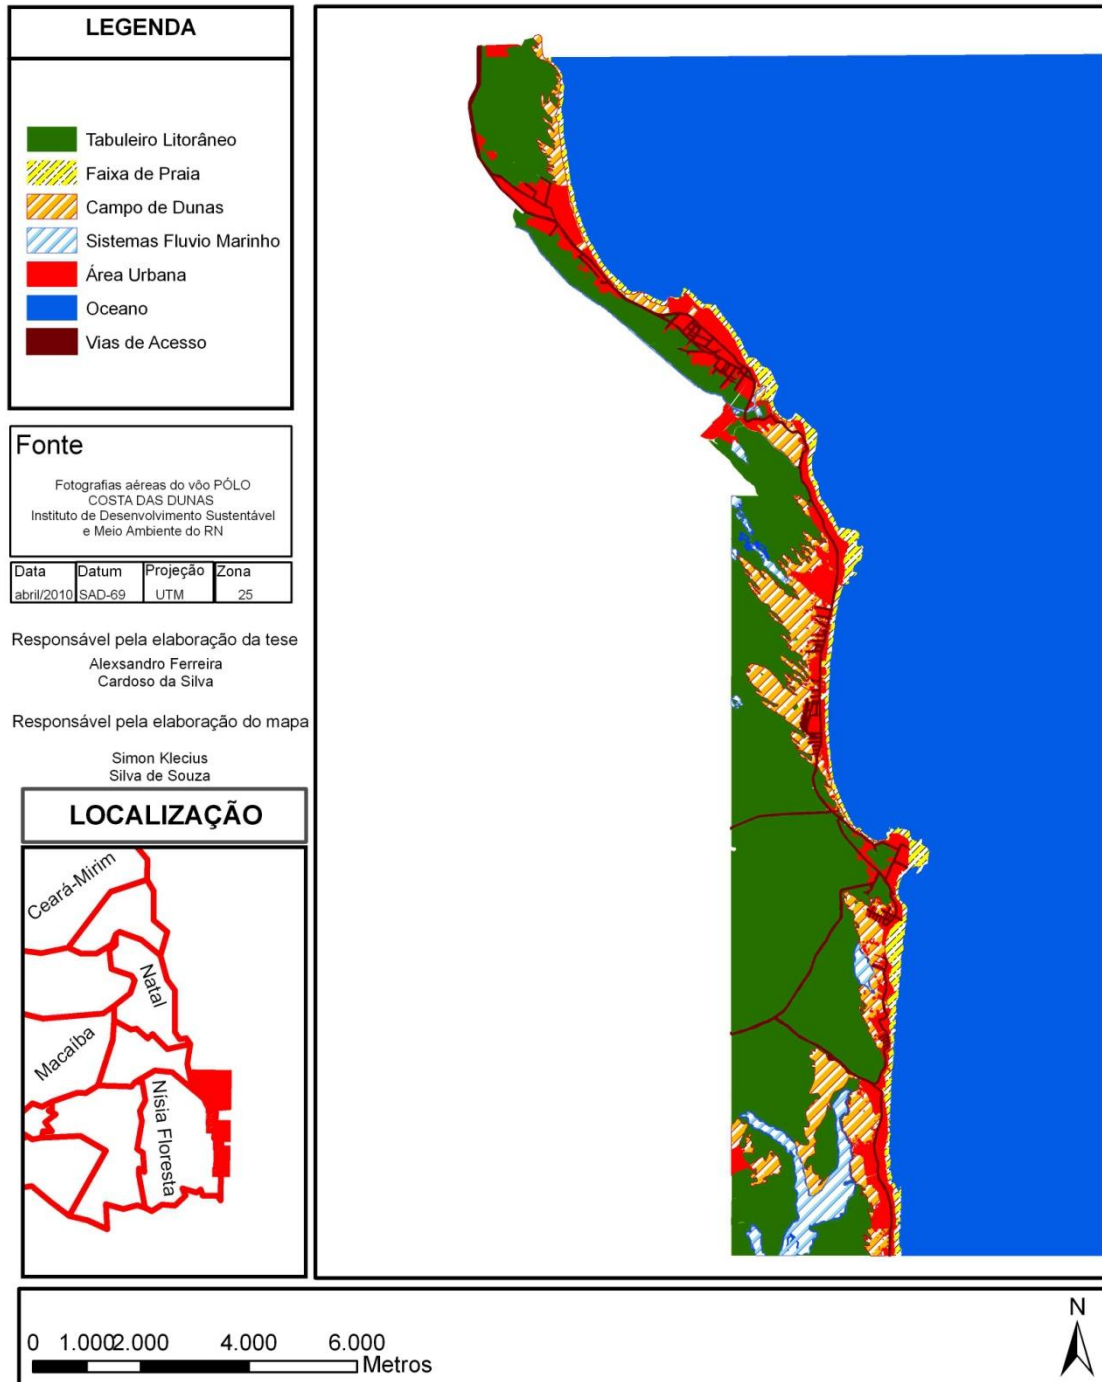 LEGENDA
Tabuleiro Litorâneo
Faixa de Praia
Campo de Dunas
Sistemas Fluvio Marinho
Área Urbana
Oceano
Vias de Acesso
Fonte
Fotografias aéreas do vôo PÓLO
COSTA DAS DUNAS
Instituto de Desenvolvimento Sustentável
e Meio Ambiente do RN
Data Datum Projeção Zona
abril/2010 SAD-69 UTM 25
Responsável pela elaboração da tese
Alexsandro Ferreira
Cardoso da Silva
Responsável pela elaboração do mapa
Simon Klecius
Silva de Souza
LOCALIZAÇÃO
Ceará-Mirim
Natal
Macaíba
Nísia Floresta
0 1.000 2.000 4.000 6.000
Metros
N